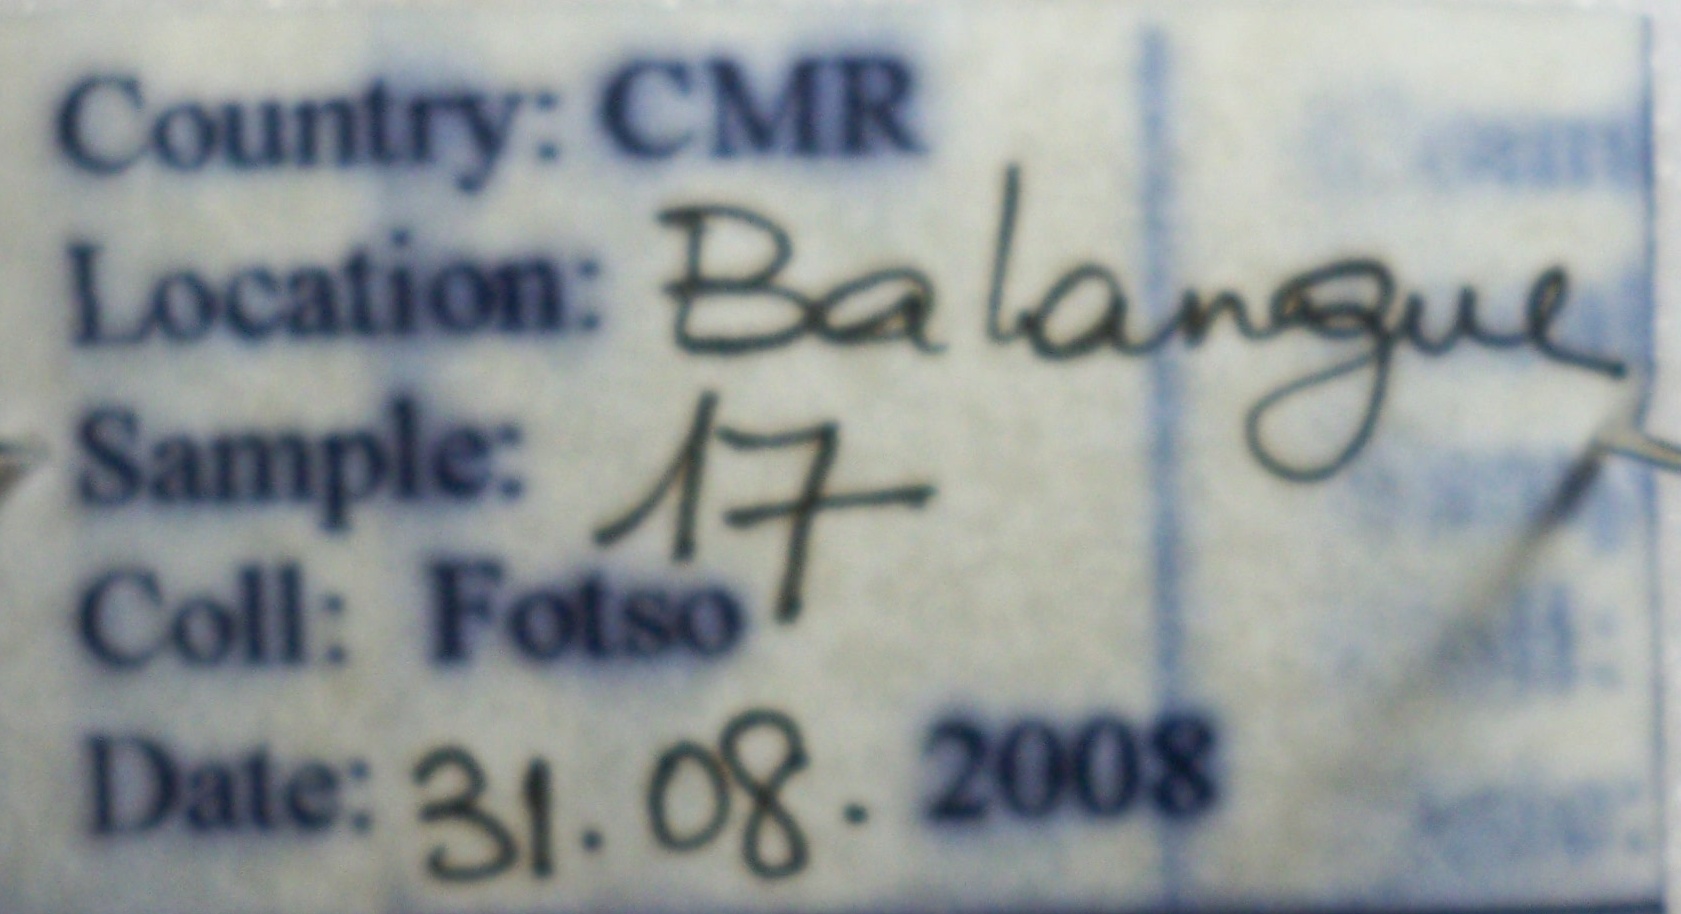 Country: CMR
Location: Balangue
Sample: 17
Coll: Fotso
Date: 31.08.2008